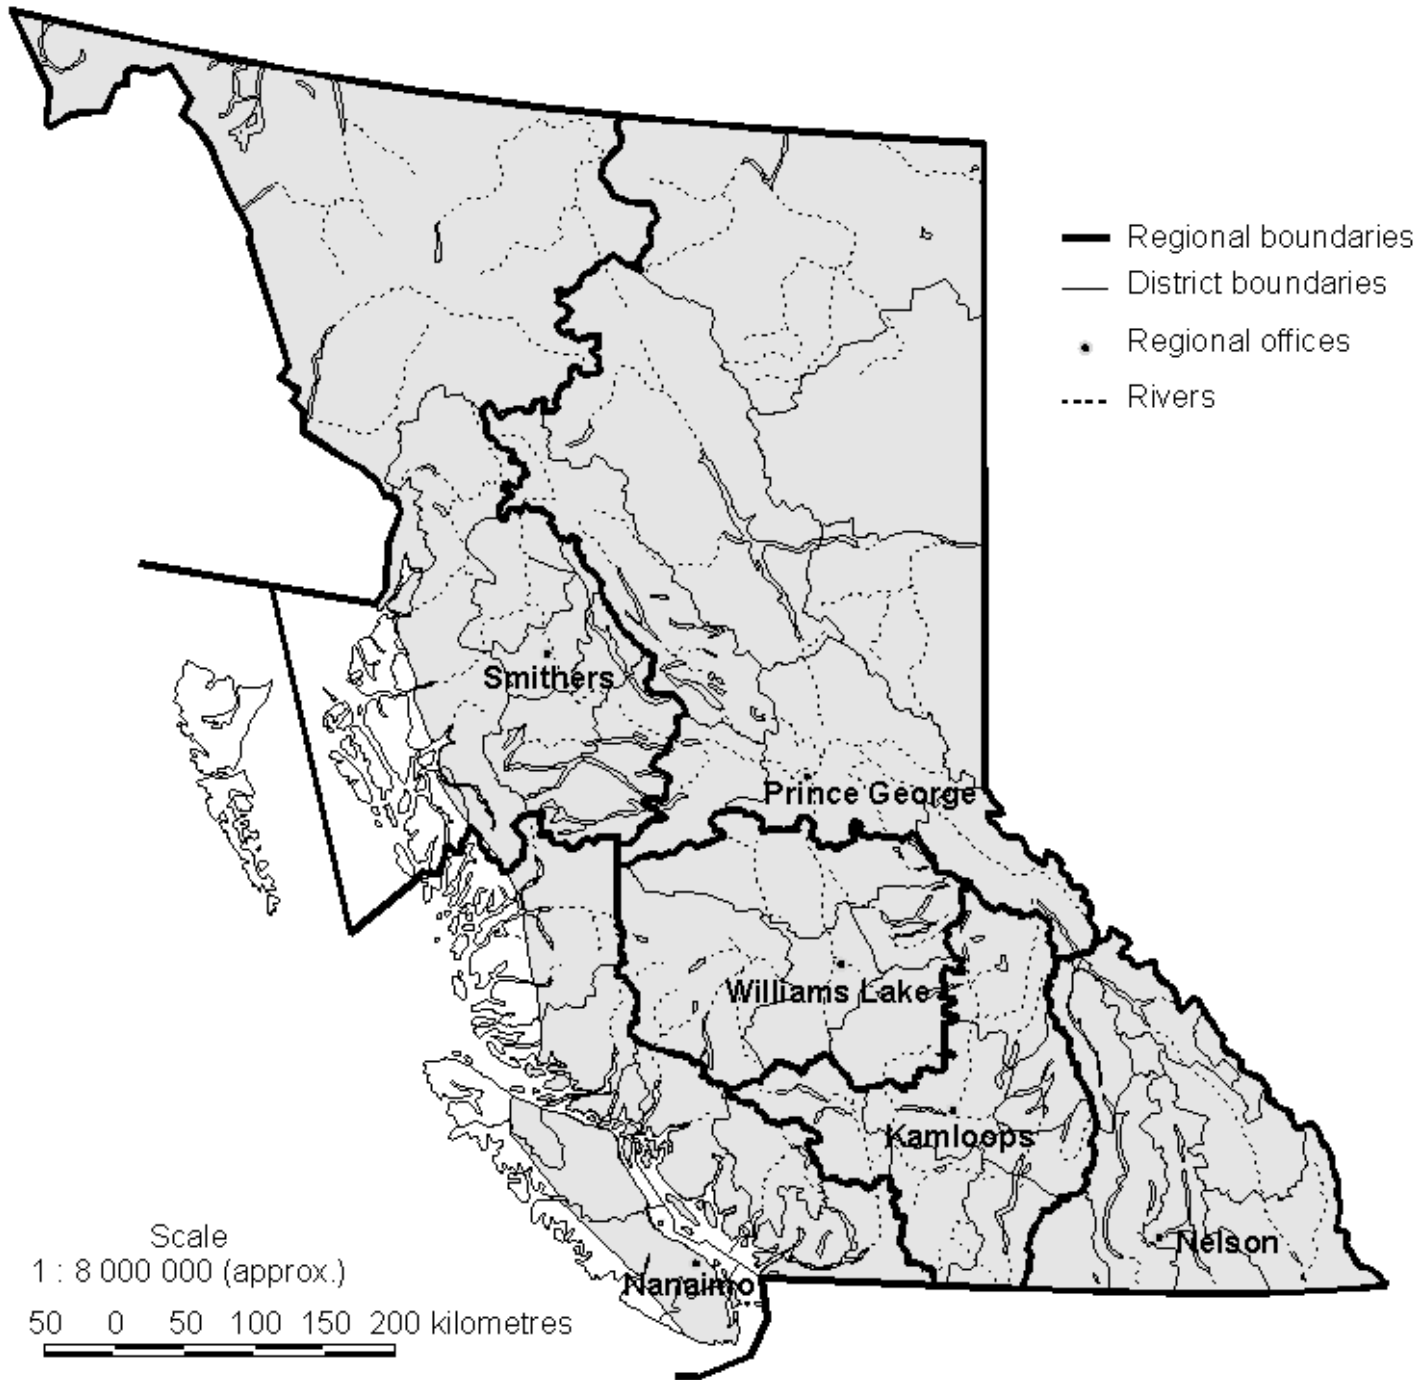 Regional boundaries
District boundaries
Regional offices
Rivers
Smithers
Prince George
Williams Lake
Kamloops
Nelson
Nanaimo
Scale
1 : 8 000 000 (approx.)
50 0 50 100 150 200 kilometres